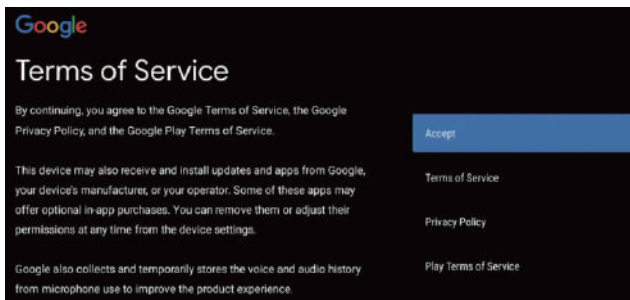 Google
Terms of Service
By continuing, you agree to the Google Terms of Service, the Google
Privacy Policy, and the Google Play Terms of Service.
This device may also receive and install updates and apps from Google,
your device's manufacturer, or your operator. Some of these apps may
offer optional in-app purchases. You can remove them or adjust their
permissions at any time from the device settings.
Google also collects and temporarily stores the voice and audio history
from microphone use to improve the product experience.
Accept
Terms of Service
Privacy Policy
Play Terms of Service